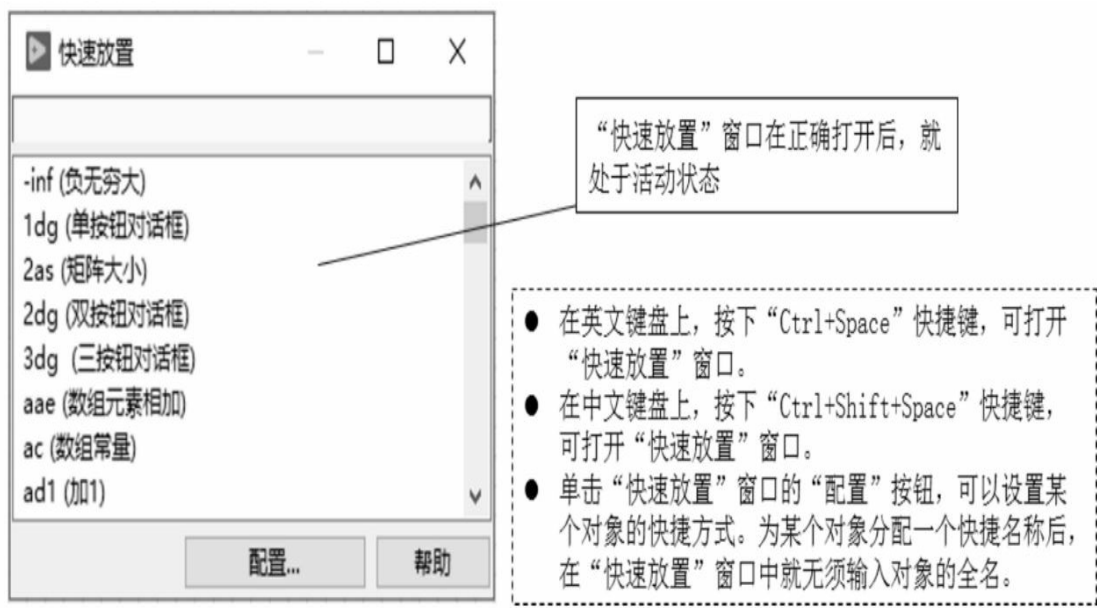 快速放置
-inf (负无穷大)
1dg (单按钮对话框)
2as (矩阵大小)
2dg (双按钮对话框)
3dg (三按钮对话框)
aae (数组元素相加)
ac (数组常量)
ad1 (加1)
配置...
帮助
“快速放置”窗口在正确打开后，就
处于活动状态
● 在英文键盘上，按下“Ctrl+Space”快捷键，可打开
“快速放置”窗口。
● 在中文键盘上，按下“Ctrl+Shift+Space”快捷键，
可打开“快速放置”窗口。
● 单击“快速放置”窗口的“配置”按钮，可以设置某
个对象的快捷方式。为某个对象分配一个快捷名称后，
在“快速放置”窗口中就无须输入对象的全名。